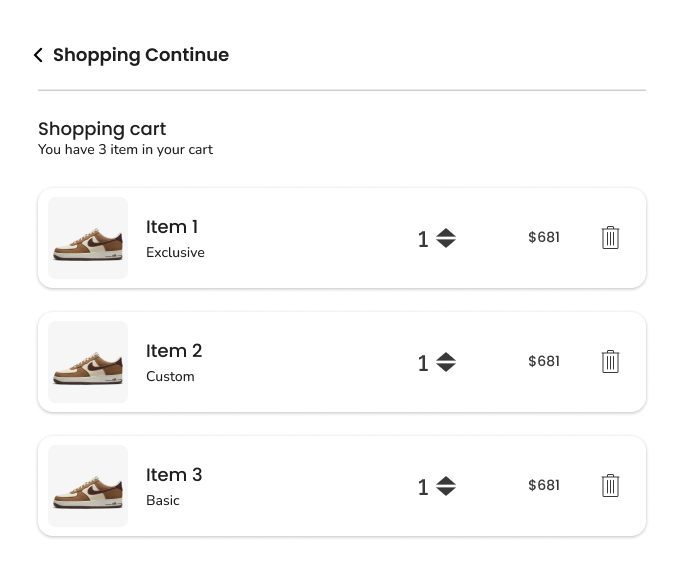 Shopping Continue
Shopping cart
You have 3 item in your cart
Item 1
Exclusive
1
$681
Item 2
Custom
1
$681
Item 3
Basic
1
$681